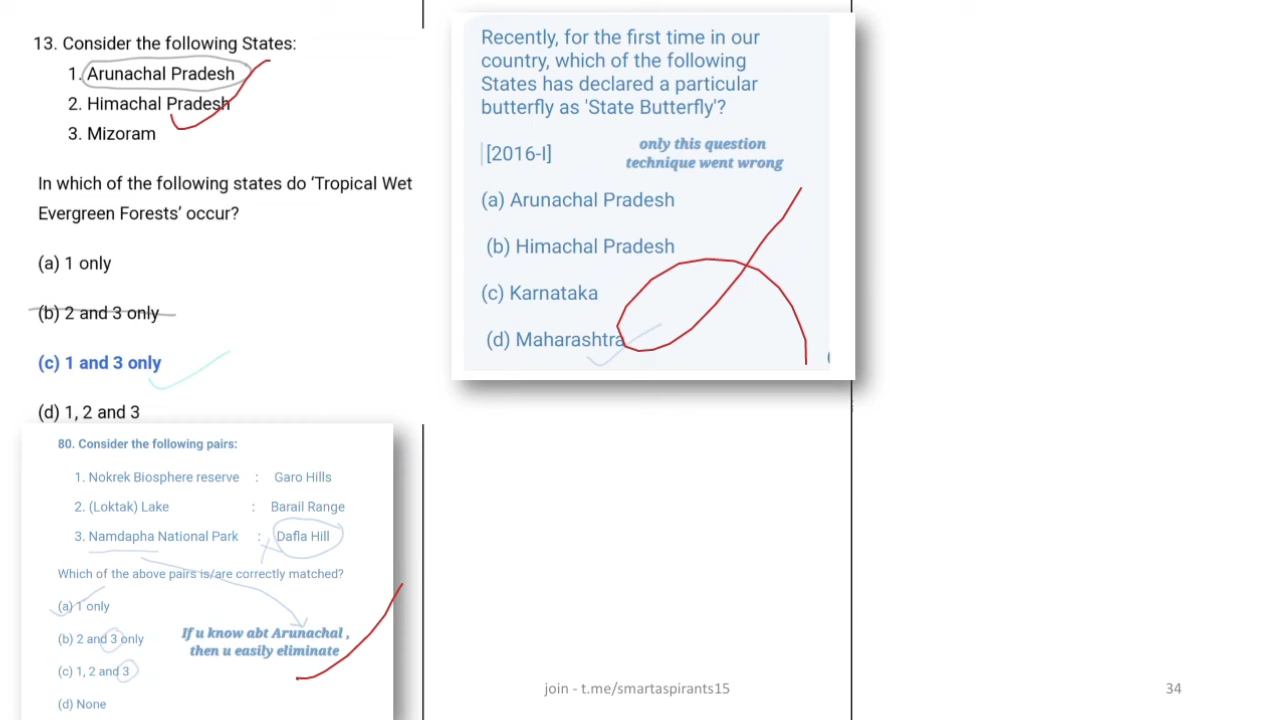 13. Consider the following States:
1. Arunachal Pradesh
2. Himachal Pradesh
3. Mizoram
In which of the following states do ‘Tropical Wet
Evergreen Forests’ occur?
(a) 1 only
(b) 2 and 3 only
(c) 1 and 3 only
(d) 1, 2 and 3
80. Consider the following pairs:
1. Nokrek Biosphere reserve : Garo Hills
2. (Loktak) Lake : Barail Range
3. Namdapha National Park : Dafla Hill
Which of the above pairs is/are correctly matched?
(a) 1 only
(b) 2 and 3 only
(c) 1, 2 and 3
(d) None
If u know abt Arunachal ,
then u easily eliminate
Recently, for the first time in our
country, which of the following
States has declared a particular
butterfly as 'State Butterfly'?
[2016-I]
only this question
technique went wrong
(a) Arunachal Pradesh
(b) Himachal Pradesh
(c) Karnataka
(d) Maharashtra
join - t.me/smartaspirants15
34